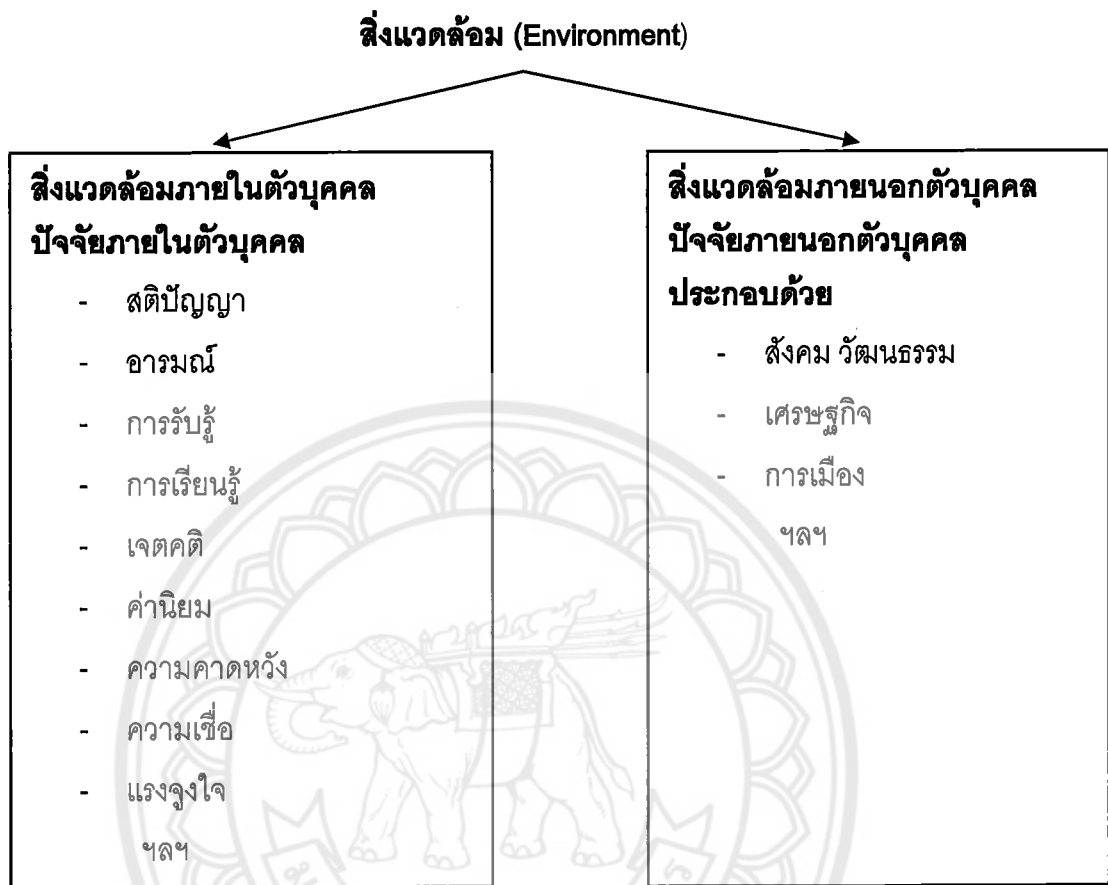 สิ่งแวดล้อม (Environment)
สิ่งแวดล้อมภายในตัวบุคคล
ปัจจัยภายในตัวบุคคล
- สติปัญญา
- อารมณ์
- การรับรู้
- การเรียนรู้
- เจตคติ
- ค่านิยม
- ความคาดหวัง
- ความเชื่อ
- แรงจูงใจ
ฯลฯ
สิ่งแวดล้อมภายนอกตัวบุคคล
ปัจจัยภายนอกตัวบุคคล
ประกอบด้วย
- สังคม วัฒนธรรม
- เศรษฐกิจ
- การเมือง
ฯลฯ